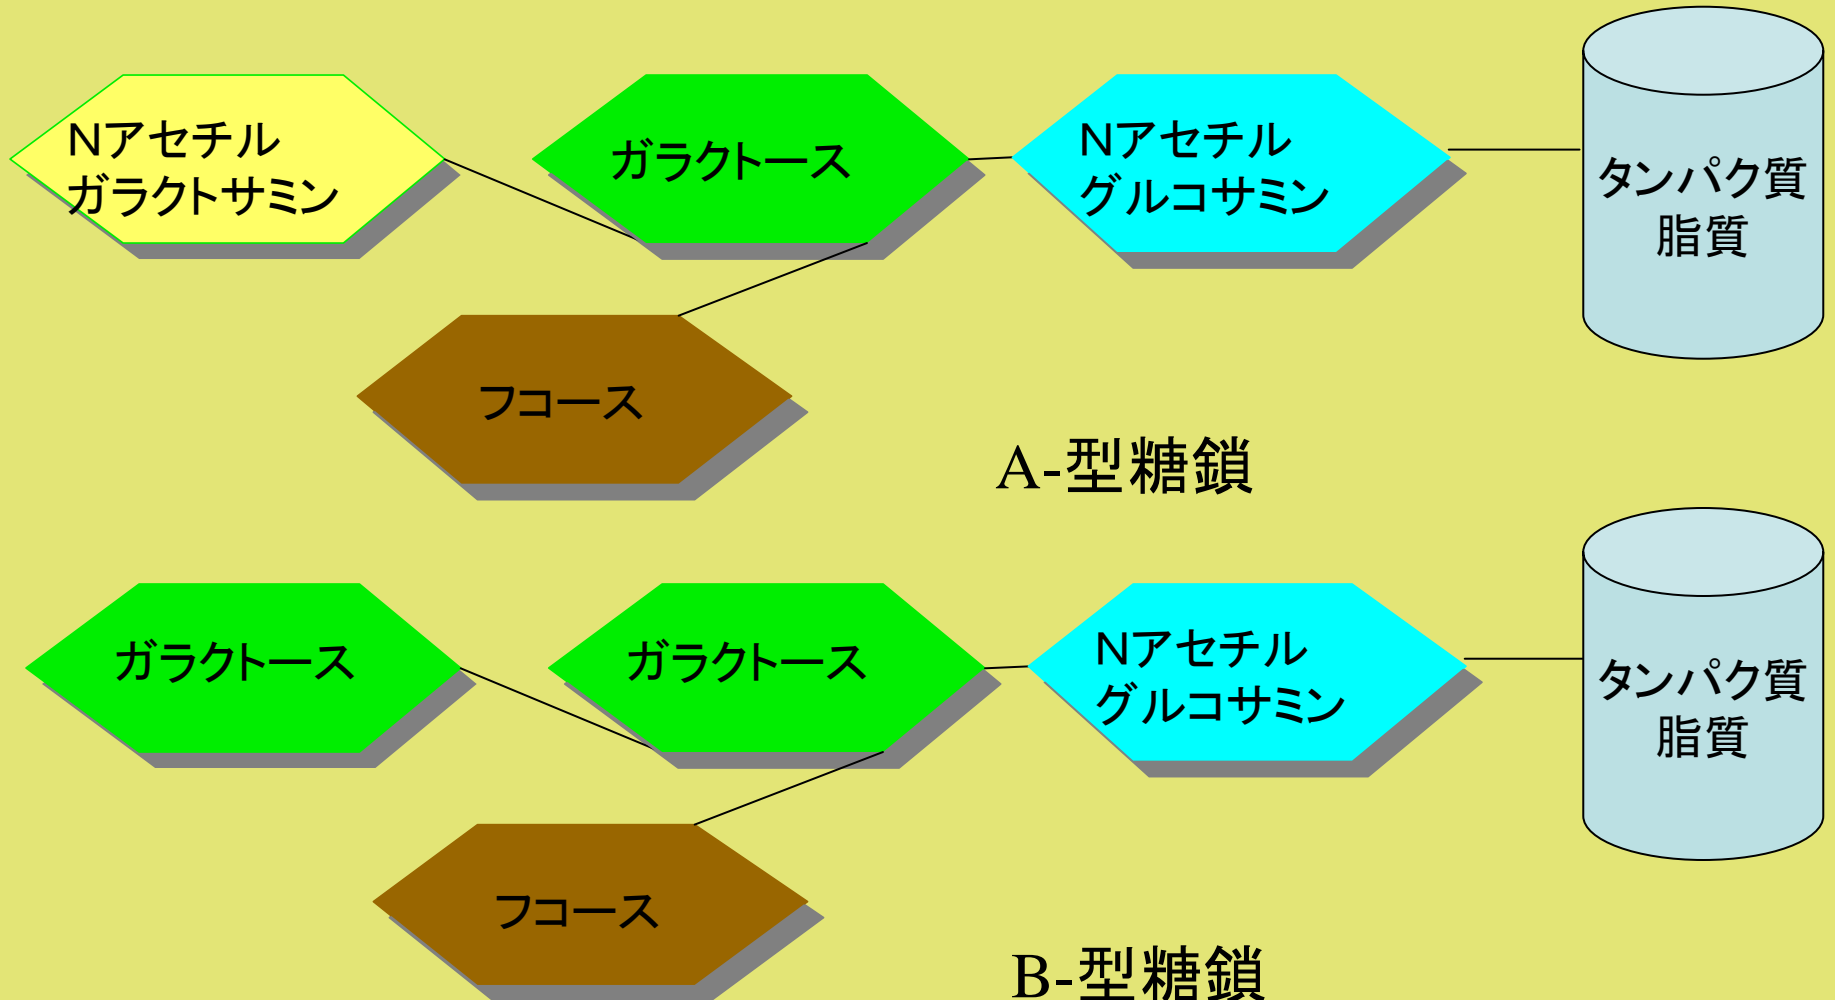 Nアセチル
ガラクトサミン
ガラクトース
Nアセチル
グルコサミン
タンパク質
脂質
フコース
A-型糖鎖
ガラクトース
ガラクトース
Nアセチル
グルコサミン
タンパク質
脂質
フコース
B-型糖鎖